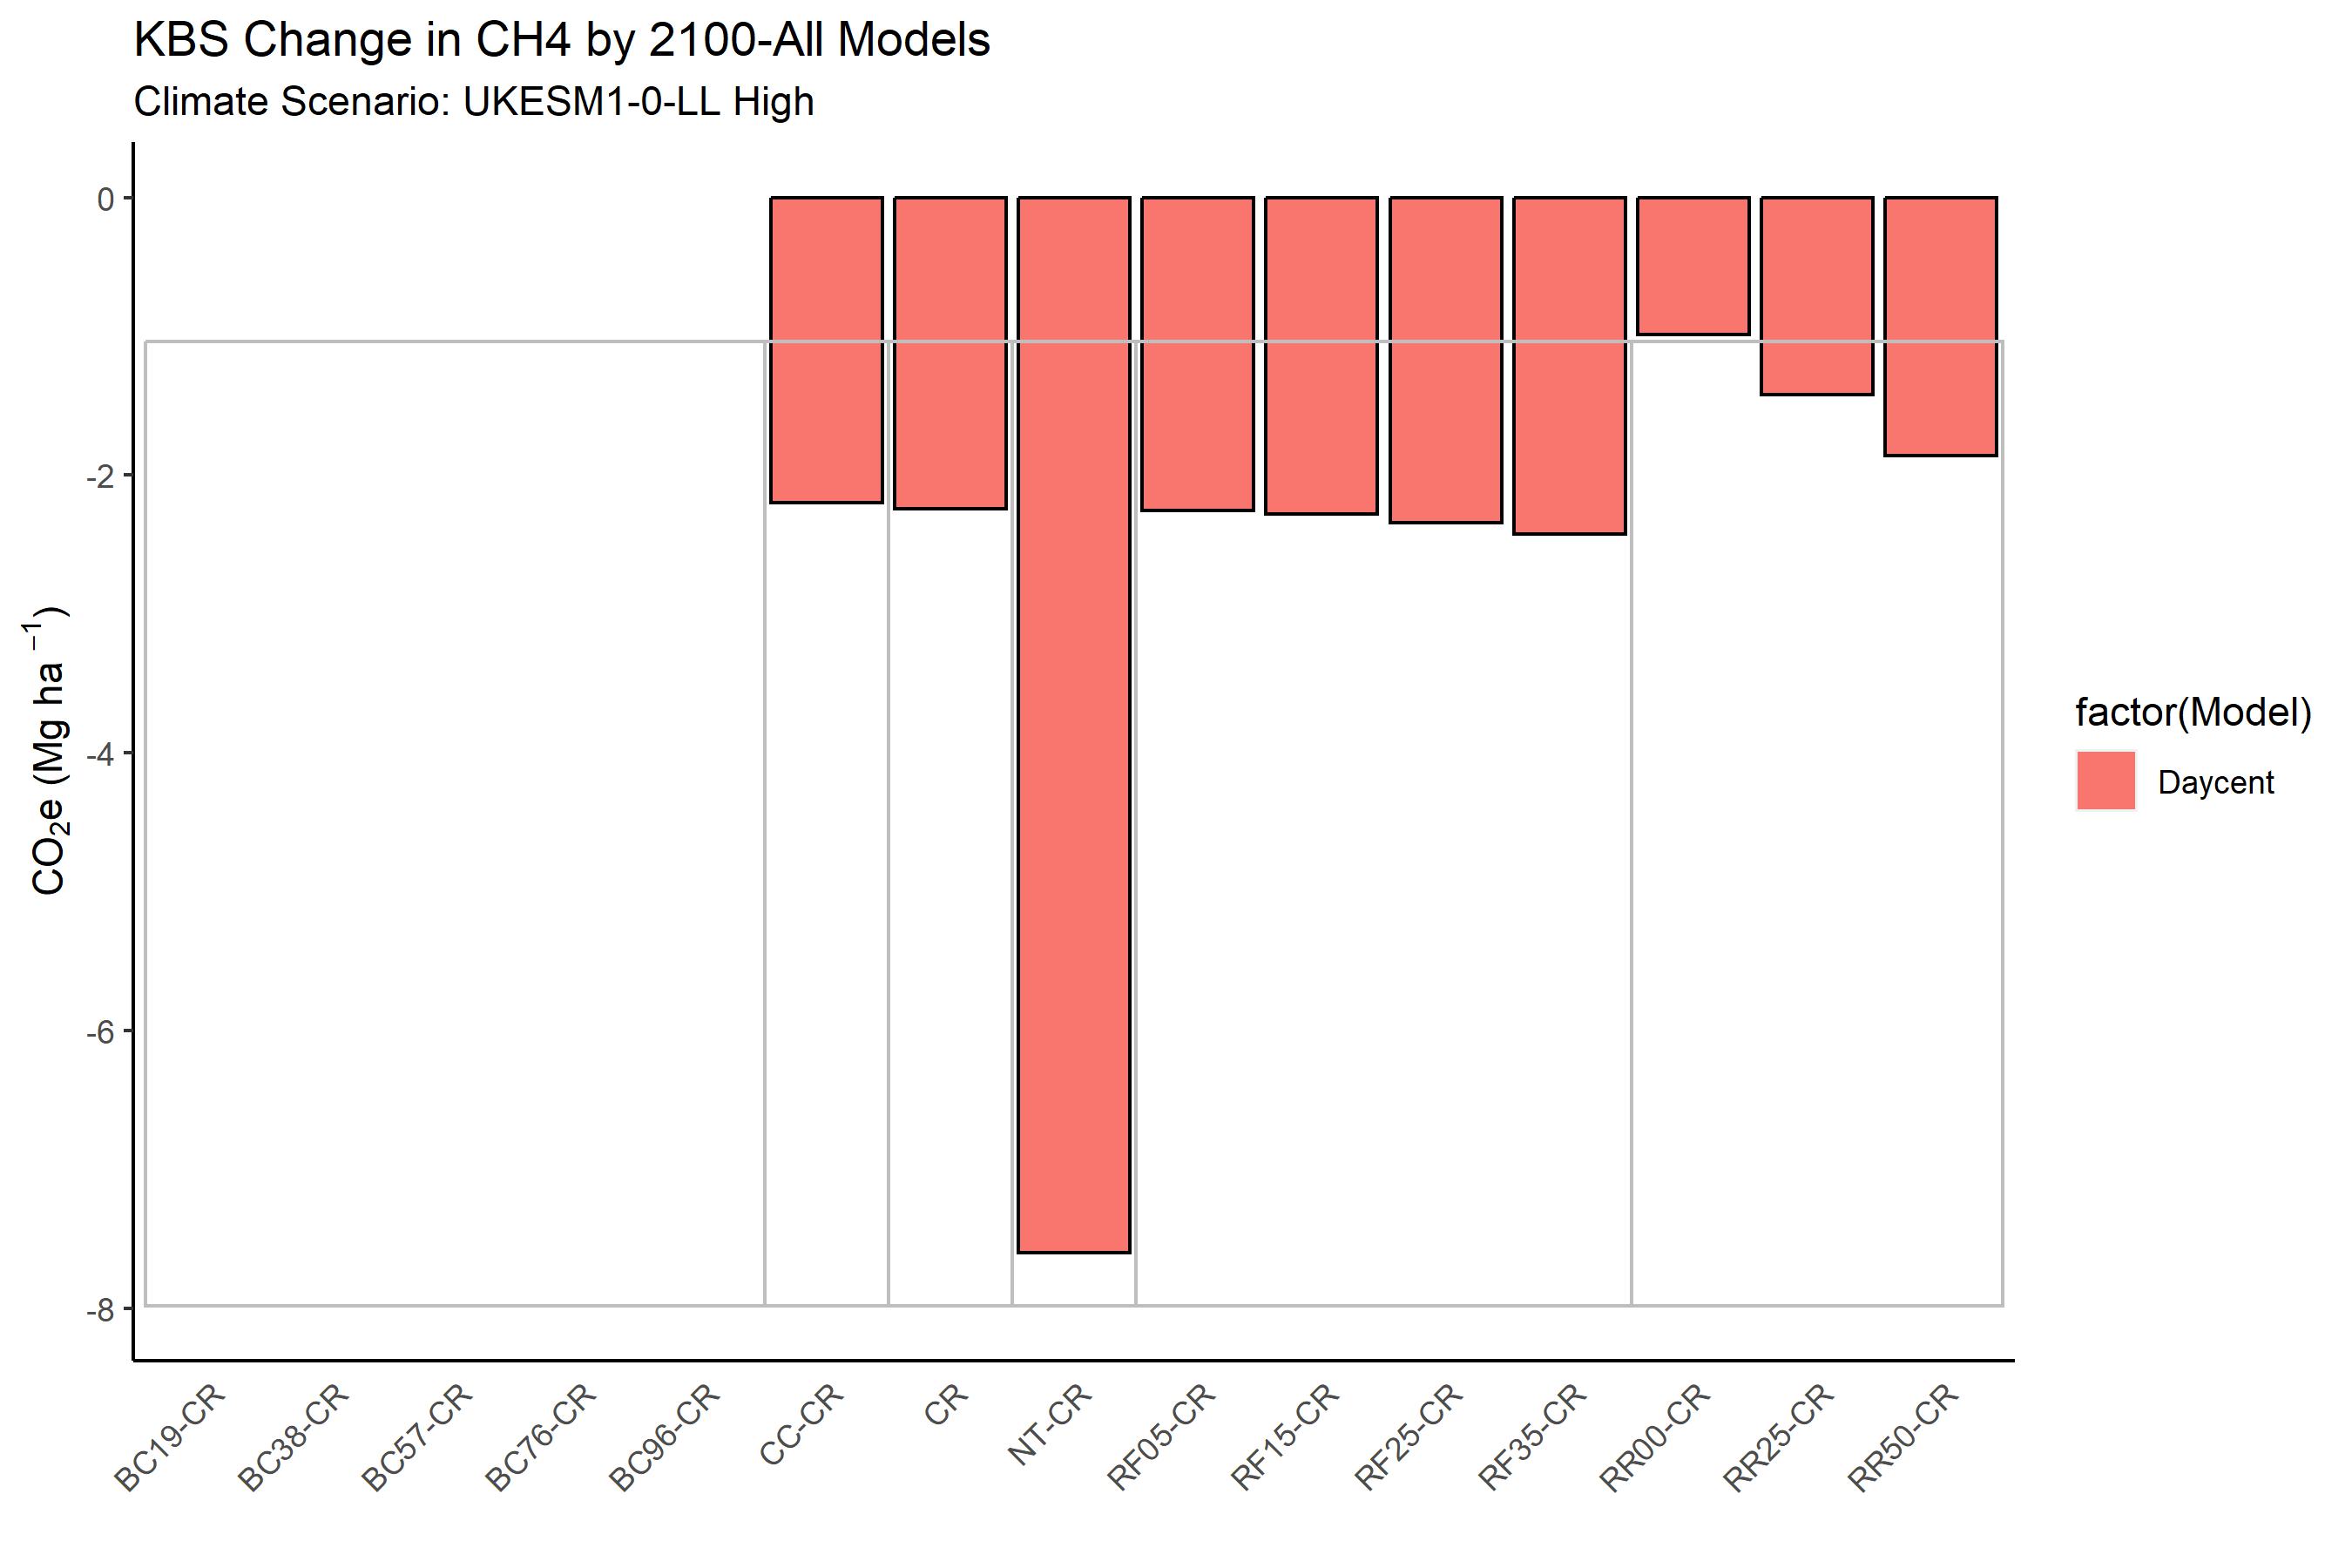 KBS Change in CH4 by 2100-All Models
Climate Scenario: UKESM1-0-LL High
CO₂e (Mg ha ⁻¹)
0
-2
-4
-6
-8
BC19-CR
BC38-CR
BC57-CR
BC76-CR
BC96-CR
CC-CR
CR
NT-CR
RF05-CR
RF15-CR
RF25-CR
RF35-CR
RR00-CR
RR25-CR
RR50-CR
factor(Model)
Daycent